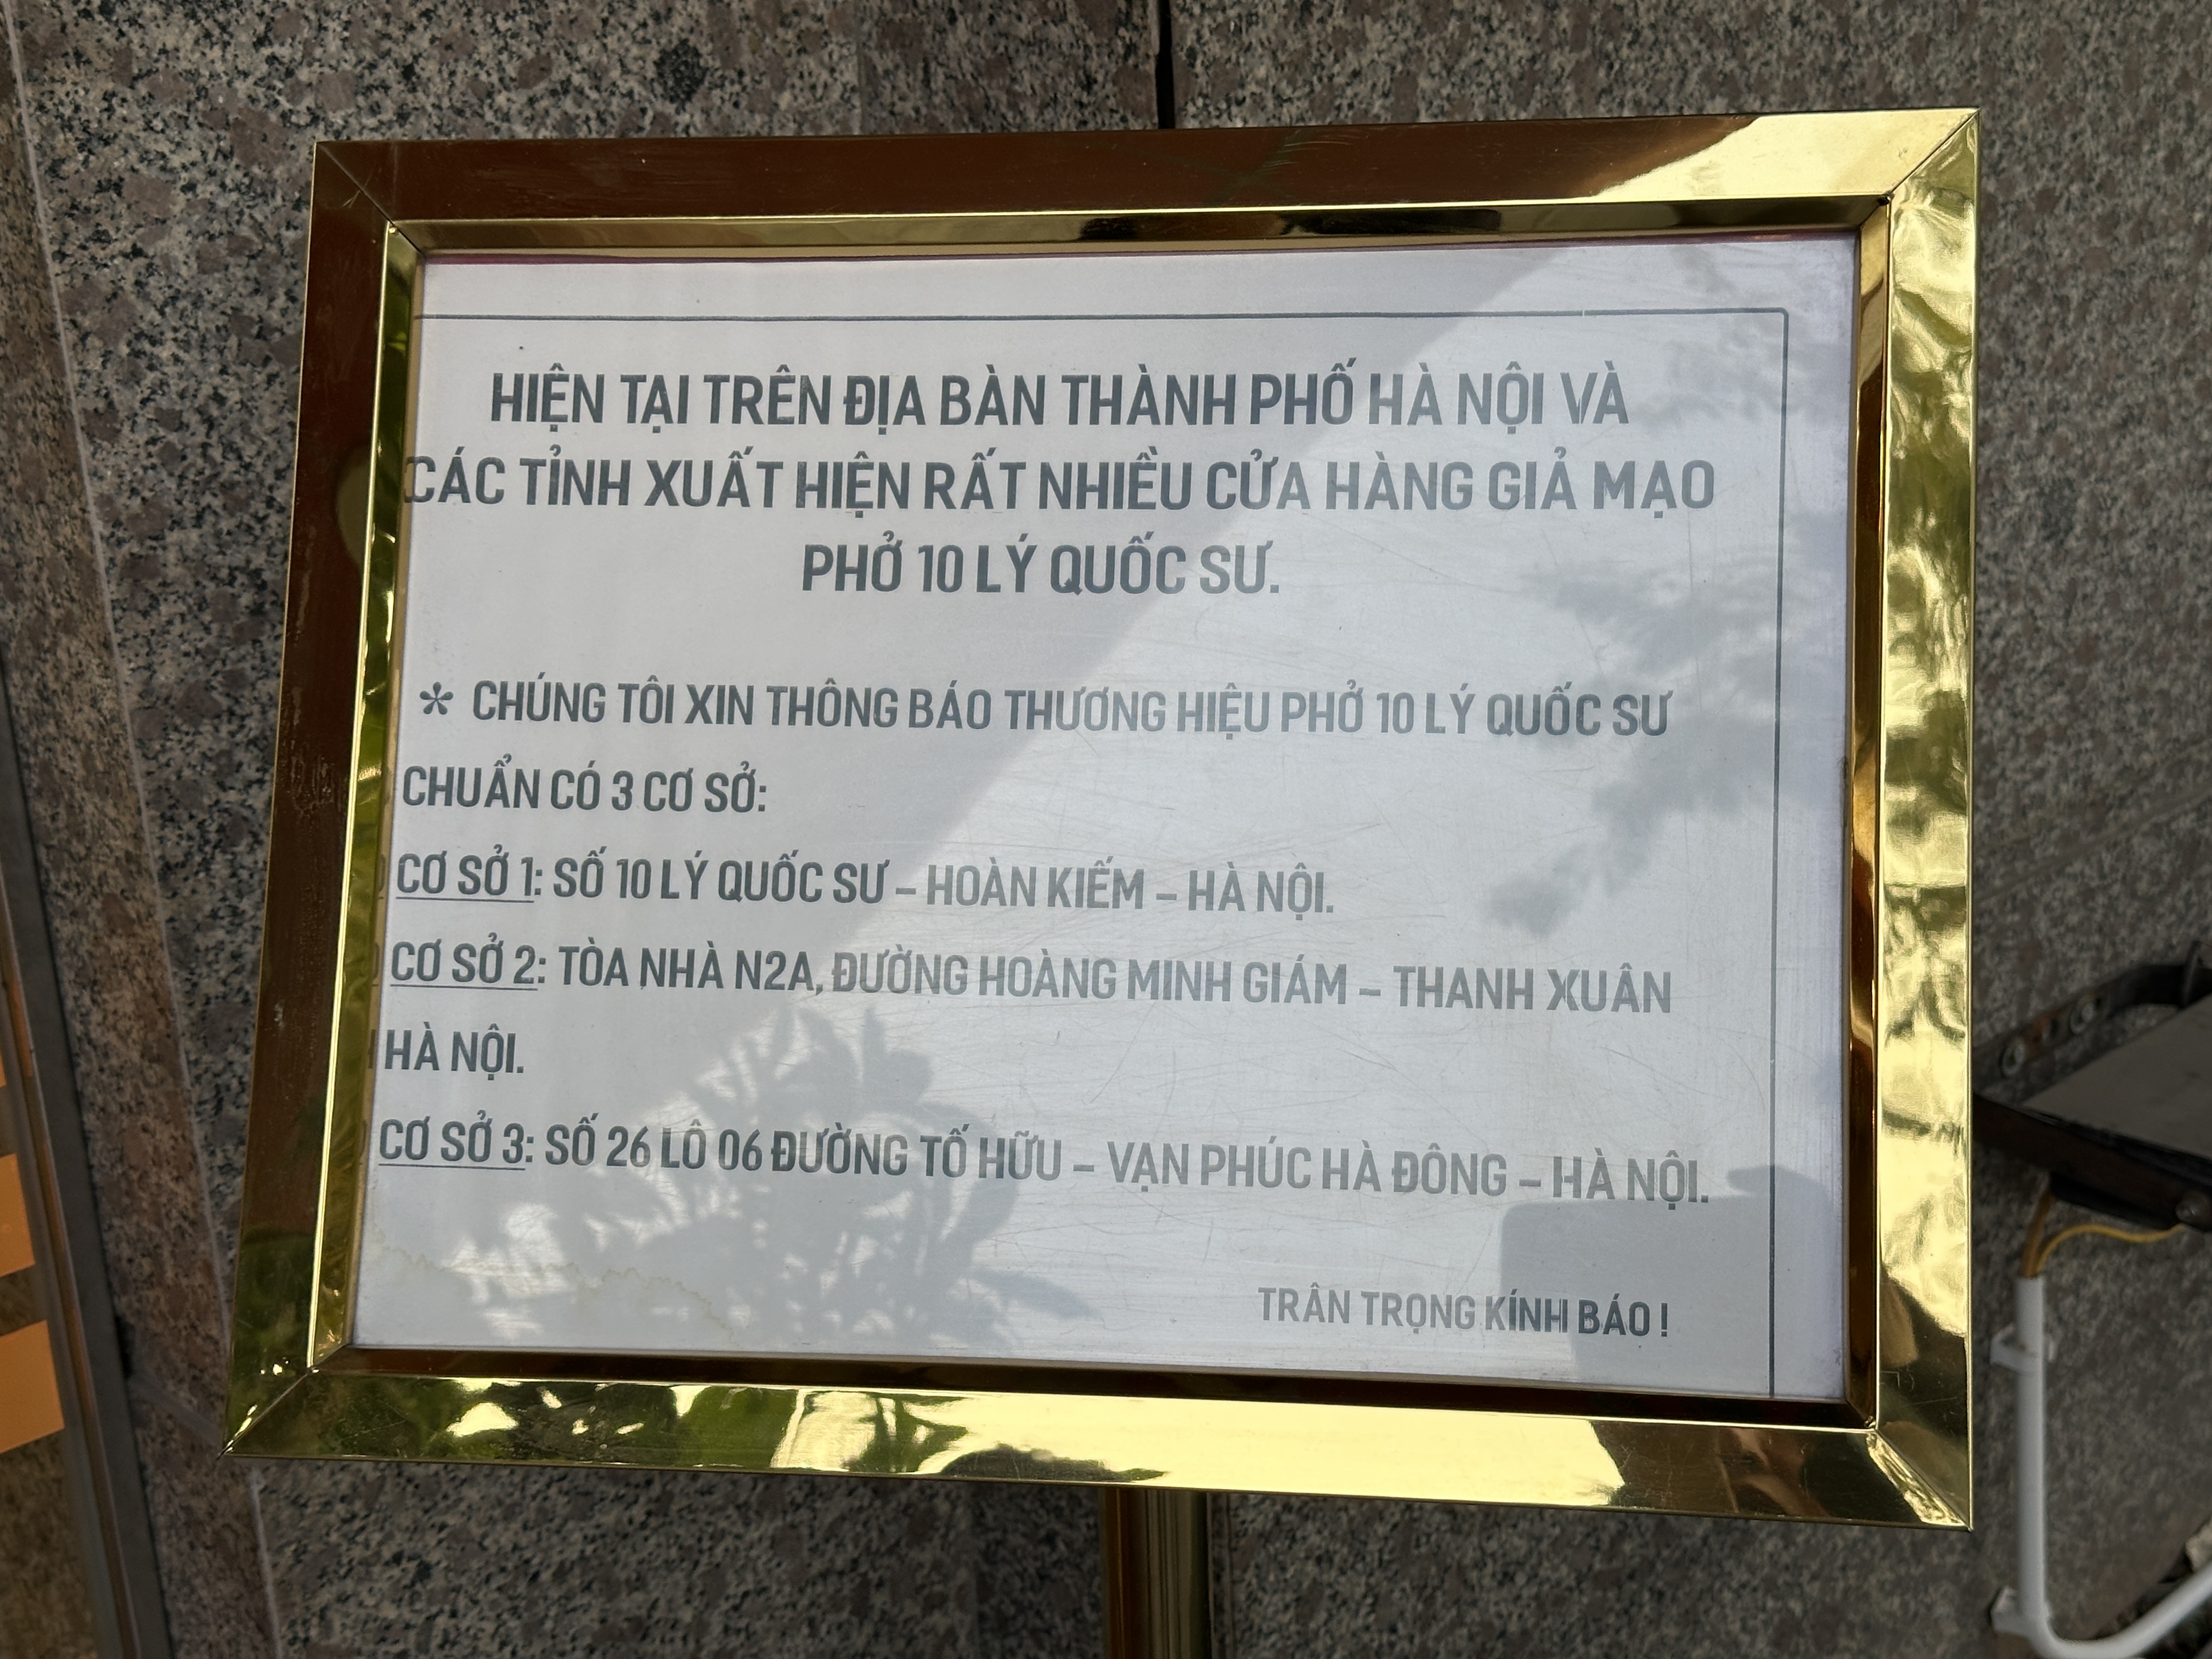 HIỆN TẠI TRÊN ĐỊA BÀN THÀNH PHỐ HÀ NỘI VÀ
CÁC TỈNH XUẤT HIỆN RẤT NHIỀU CỬA HÀNG GIẢ MẠO
PHỞ 10 LÝ QUỐC SƯ.
* CHÚNG TÔI XIN THÔNG BÁO THƯƠNG HIỆU PHỞ 10 LÝ QUỐC SƯ
CHUẨN CÓ 3 CƠ SỞ:
CƠ SỞ 1: SỐ 10 LÝ QUỐC SƯ – HOÀN KIẾM – HÀ NỘI.
CƠ SỞ 2: TÒA NHÀ N2A, ĐƯỜNG HOÀNG MINH GIÁM – THANH XUÂN
HÀ NỘI.
CƠ SỞ 3: SỐ 26 LÔ 06 ĐƯỜNG TỐ HỮU – VẠN PHÚC HÀ ĐÔNG – HÀ NỘI.
TRÂN TRỌNG KÍNH BÁO !